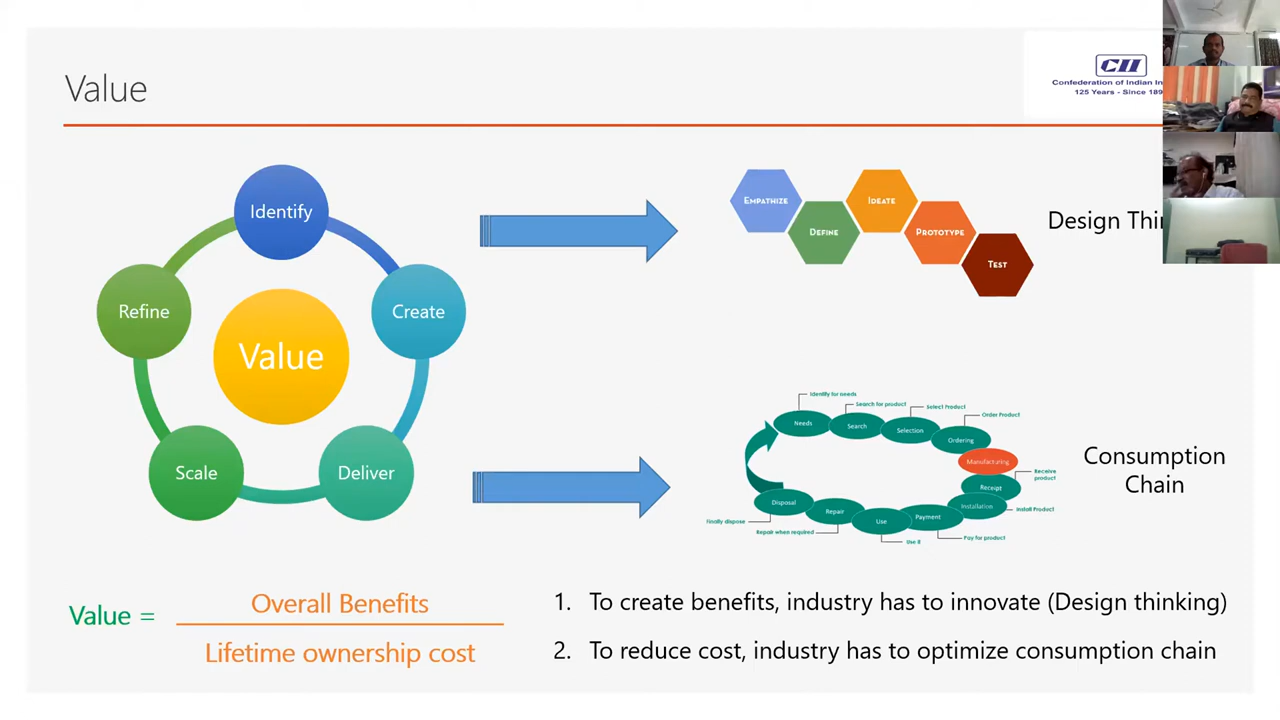 Value
CII
Confederation of Indian In
125 Years - Since 189
Identify
Create
Deliver
Scale
Refine
Value
EMPATHIZE
DEFINE
IDEATE
PROTOTYPE
TEST
Design Thi
Identify for needs
Search for product
Select Product
Order Product
Needs
Search
Selection
Ordering
Manufacturing
Receipt
Receive
product
Installation
Install Product
Payment
Pay for product
Use
Use it
Repair
Repair when required
Disposal
Finally dispose
Consumption
Chain
Value =
Overall Benefits
Lifetime ownership cost
1. To create benefits, industry has to innovate (Design thinking)
2. To reduce cost, industry has to optimize consumption chain